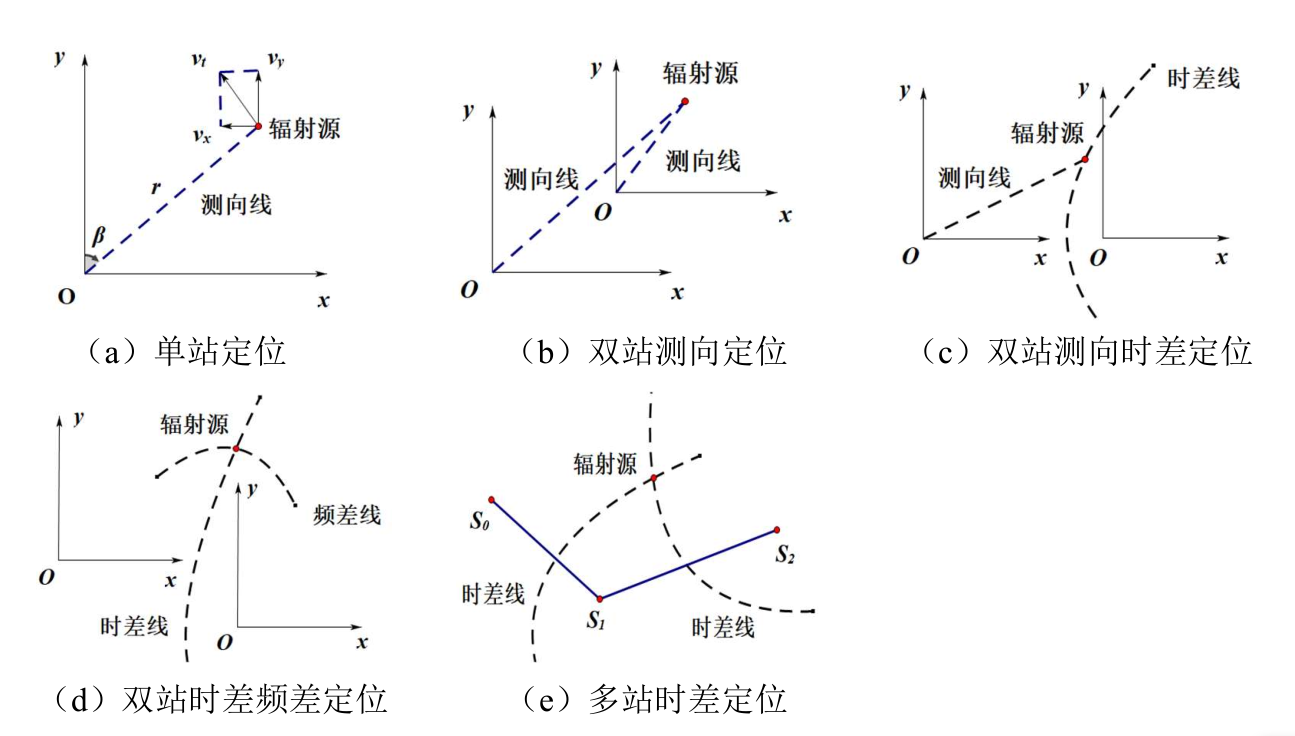 y
vt
vy
vx
辐射源
r
测向线
β
O
x
(a)单站定位
y
辐射源
y
测向线
测向线
O
x
O
x
(b)双站测向定位
y
y
时差线
辐射源
测向线
O
x
O
x
(c)双站测向时差定位
y
辐射源
y
频差线
O
x
时差线
O
x
(d)双站时差频差定位
辐射源
S0
S2
时差线
S1
时差线
(e)多站时差定位